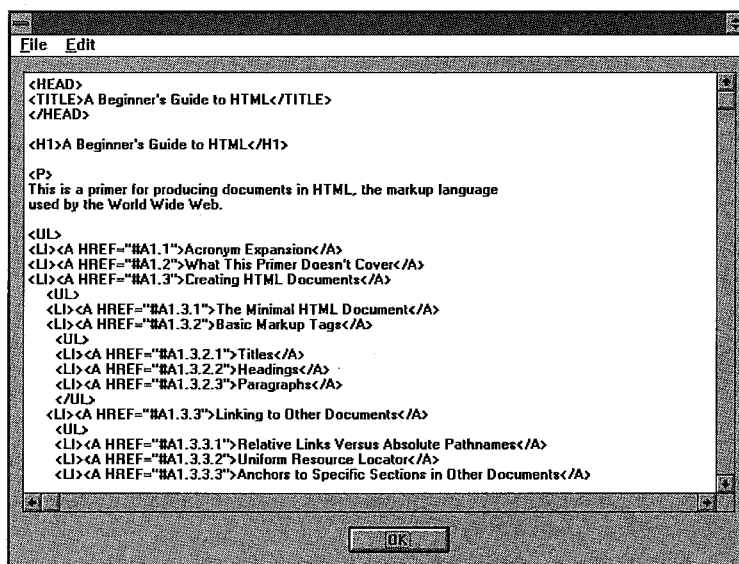 File Edit
<HEAD>
<TITLE>A Beginner's Guide to HTML</TITLE>
</HEAD>
<H1>A Beginner's Guide to HTML</H1>
<P>
This is a primer for producing documents in HTML, the markup language
used by the World Wide Web.
<UL>
<LI><A HREF="#A1.1">Acronym Expansion</A>
<LI><A HREF="#A1.2">What This Primer Doesn't Cover</A>
<LI><A HREF="#A1.3">Creating HTML Documents</A>
<UL>
<LI><A HREF="#A1.3.1">The Minimal HTML Document</A>
<LI><A HREF="#A1.3.2">Basic Markup Tags</A>
<UL>
<LI><A HREF="#A1.3.2.1">Titles</A>
<LI><A HREF="#A1.3.2.2">Headings</A>
<LI><A HREF="#A1.3.2.3">Paragraphs</A>
</UL>
<LI><A HREF="#A1.3.3">Linking to Other Documents</A>
<UL>
<LI><A HREF="#A1.3.3.1">Relative Links Versus Absolute Pathnames</A>
<LI><A HREF="#A1.3.3.2">Uniform Resource Locator</A>
<LI><A HREF="#A1.3.3.3">Anchors to Specific Sections in Other Documents</A>
OK